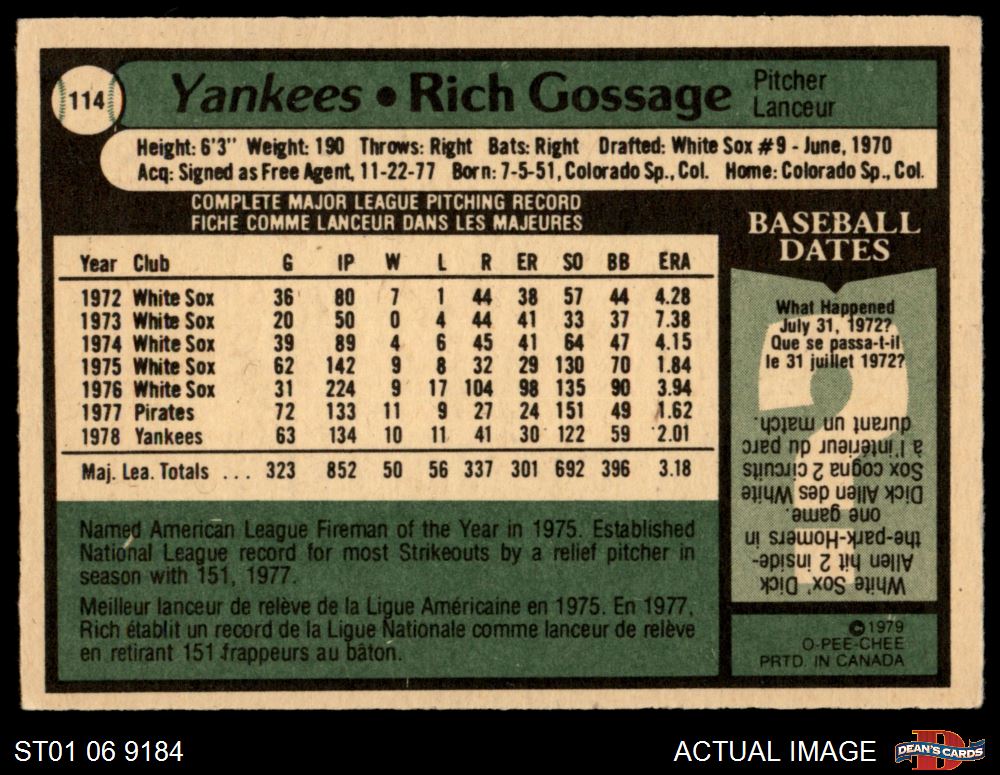 114
Yankees • Rich Gossage
Pitcher
Lanceur
Height: 6'3" Weight: 190 Throws: Right Bats: Right Drafted: White Sox #9 - June, 1970
Acq: Signed as Free Agent, 11-22-77 Born: 7-5-51, Colorado Sp., Col. Home: Colorado Sp., Col.
COMPLETE MAJOR LEAGUE PITCHING RECORD
FICHE COMME LANCEUR DANS LES MAJEURES
Year Club G IP W L R ER SO BB ERA
1972 White Sox 36 80 7 1 44 38 57 44 4.28
1973 White Sox 20 50 0 4 44 41 33 37 7.38
1974 White Sox 39 89 4 6 45 41 64 47 4.15
1975 White Sox 62 142 9 8 32 29 130 70 1.84
1976 White Sox 31 224 9 17 104 98 135 90 3.94
1977 Pirates 72 133 11 9 27 24 151 49 1.62
1978 Yankees 63 134 10 11 41 30 122 59 2.01
Maj. Lea. Totals ... 323 852 50 56 337 301 692 396 3.18
Named American League Fireman of the Year in 1975. Established
National League record for most Strikeouts by a relief pitcher in
season with 151, 1977.
Meilleur lanceur de relève de la Ligue Américaine en 1975. En 1977,
Rich établit un record de la Ligue Nationale comme lanceur de relève
en retirant 151 frappeurs au bâton.
BASEBALL
DATES
What Happened
July 31, 1972?
Que se passa-t-il
le 31 juillet 1972?
White Sox' Dick
Allen hit 2 inside-
the-park-Homers in
one game.
Dick Allen des White
Sox cogna 2 circuits
à l'intérieur du parc
durant un match.
©1979
O-PEE-CHEE
PRTD. IN CANADA
ST01 06 9184
ACTUAL IMAGE
DEAN'S CARDS